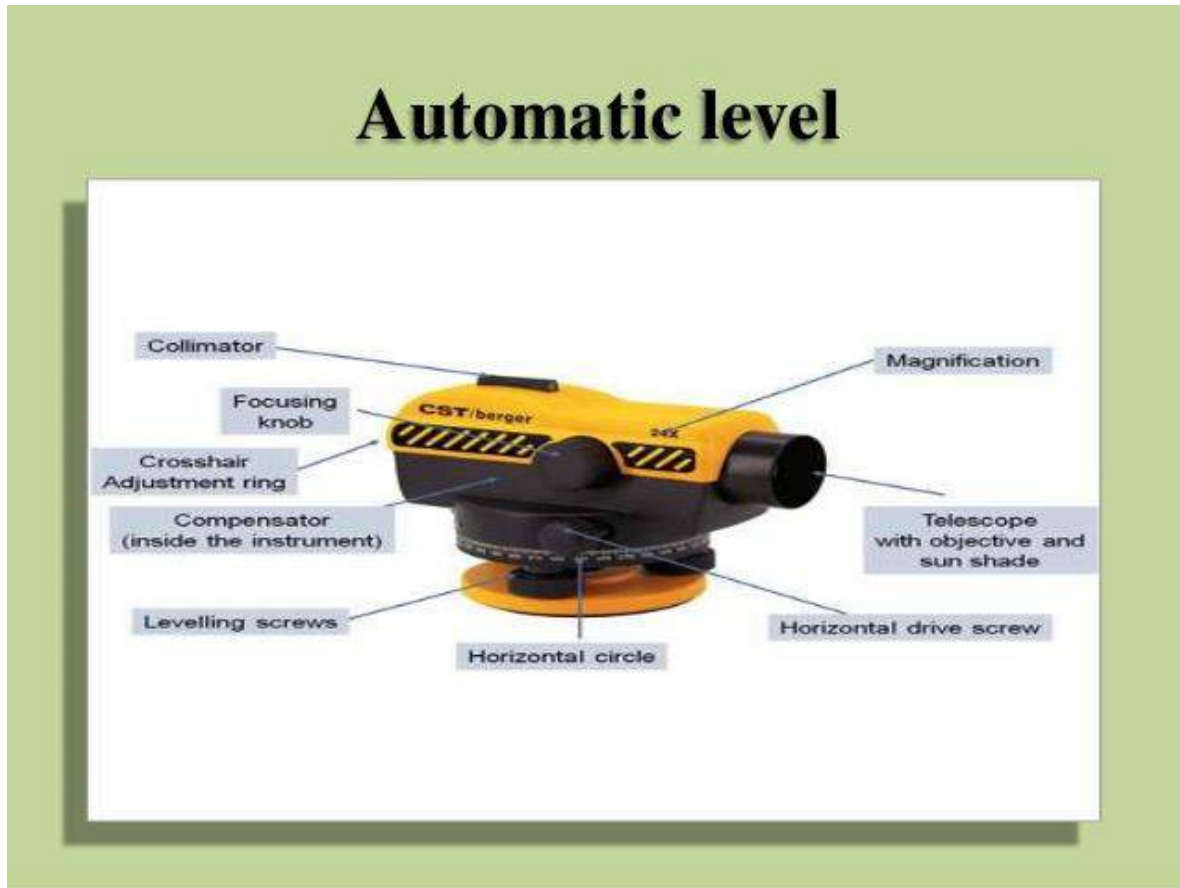 Automatic level
Collimator
Magnification
Focusing
knob
CST/berger
24X
Crosshair
Adjustment ring
Compensator
(inside the instrument)
Telescope
with objective and
sun shade
Levelling screws
Horizontal drive screw
Horizontal circle